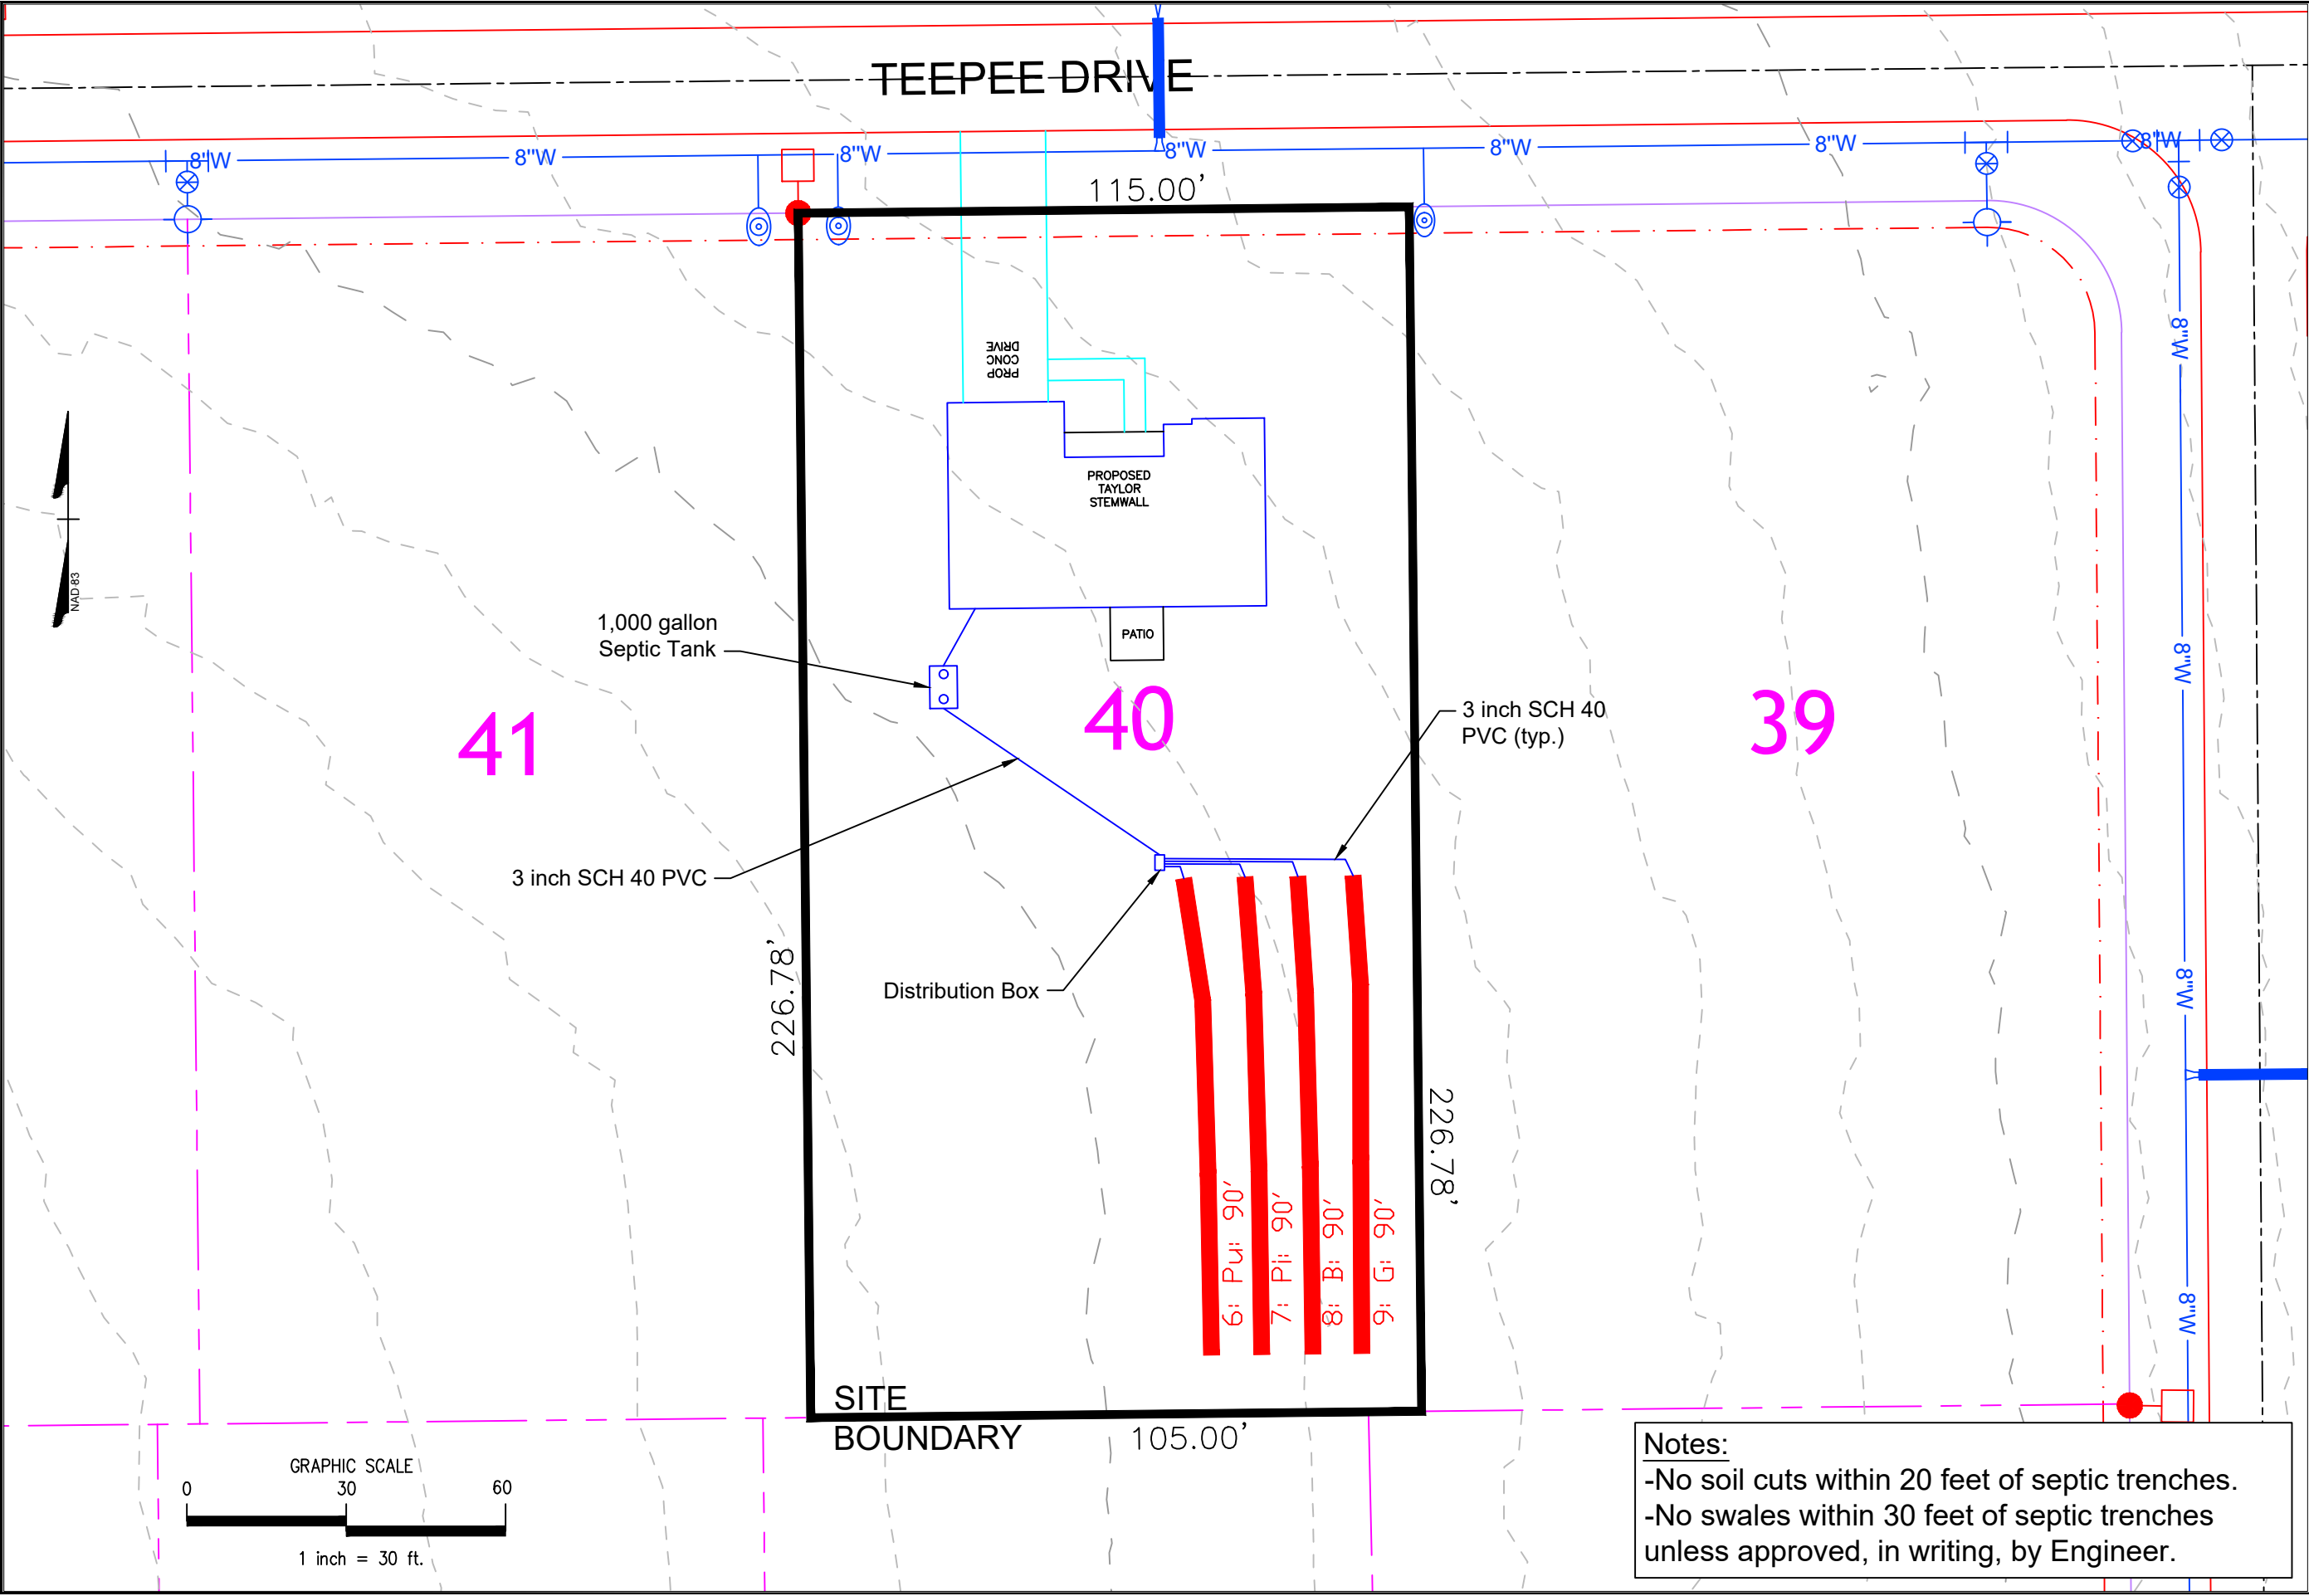 TEEPEE DRIVE
8"W
8"W
8"W
8"W
8"W
8"W
8"W
115.00'
PROP
CONC
DRIVE
8"W
PROPOSED
TAYLOR
STEMWALL
NAD 83
1,000 gallon
Septic Tank
PATIO
8"W
41
40
39
3 inch SCH 40
PVC (typ.)
3 inch SCH 40 PVC
Distribution Box
226.78'
8"W
226.78'
6: Pu: 90'
7: Pi: 90'
8: B: 90'
9: G: 90'
8"W
SITE
BOUNDARY
105.00'
GRAPHIC SCALE
0 30 60
1 inch = 30 ft.
Notes:
-No soil cuts within 20 feet of septic trenches.
-No swales within 30 feet of septic trenches
unless approved, in writing, by Engineer.